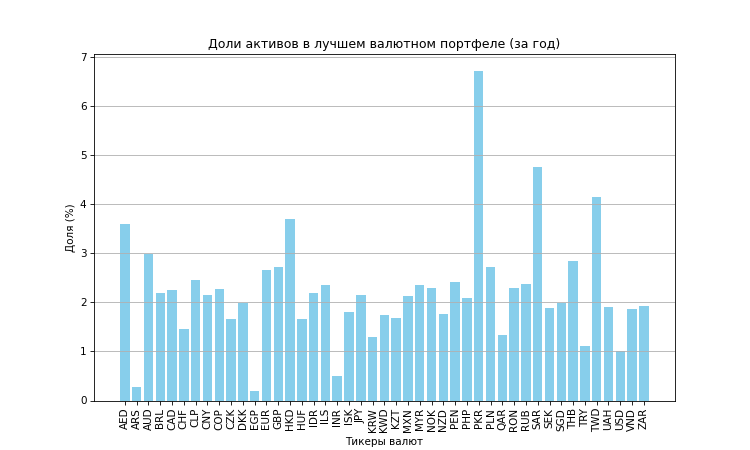 Доли активов в лучшем валютном портфеле (за год)
Доля (%)
7
6
5
4
3
2
1
0
AED
ARS
AUD
BRL
CAD
CHF
CLP
CNY
COP
CZK
DKK
EGP
EUR
GBP
HKD
HUF
IDR
ILS
INR
ISK
JPY
KRW
KWD
KZT
MXN
MYR
NOK
NZD
PEN
PHP
PKR
PLN
QAR
RON
RUB
SAR
SEK
SGD
THB
TRY
TWD
UAH
USD
VND
ZAR
Тикеры валют